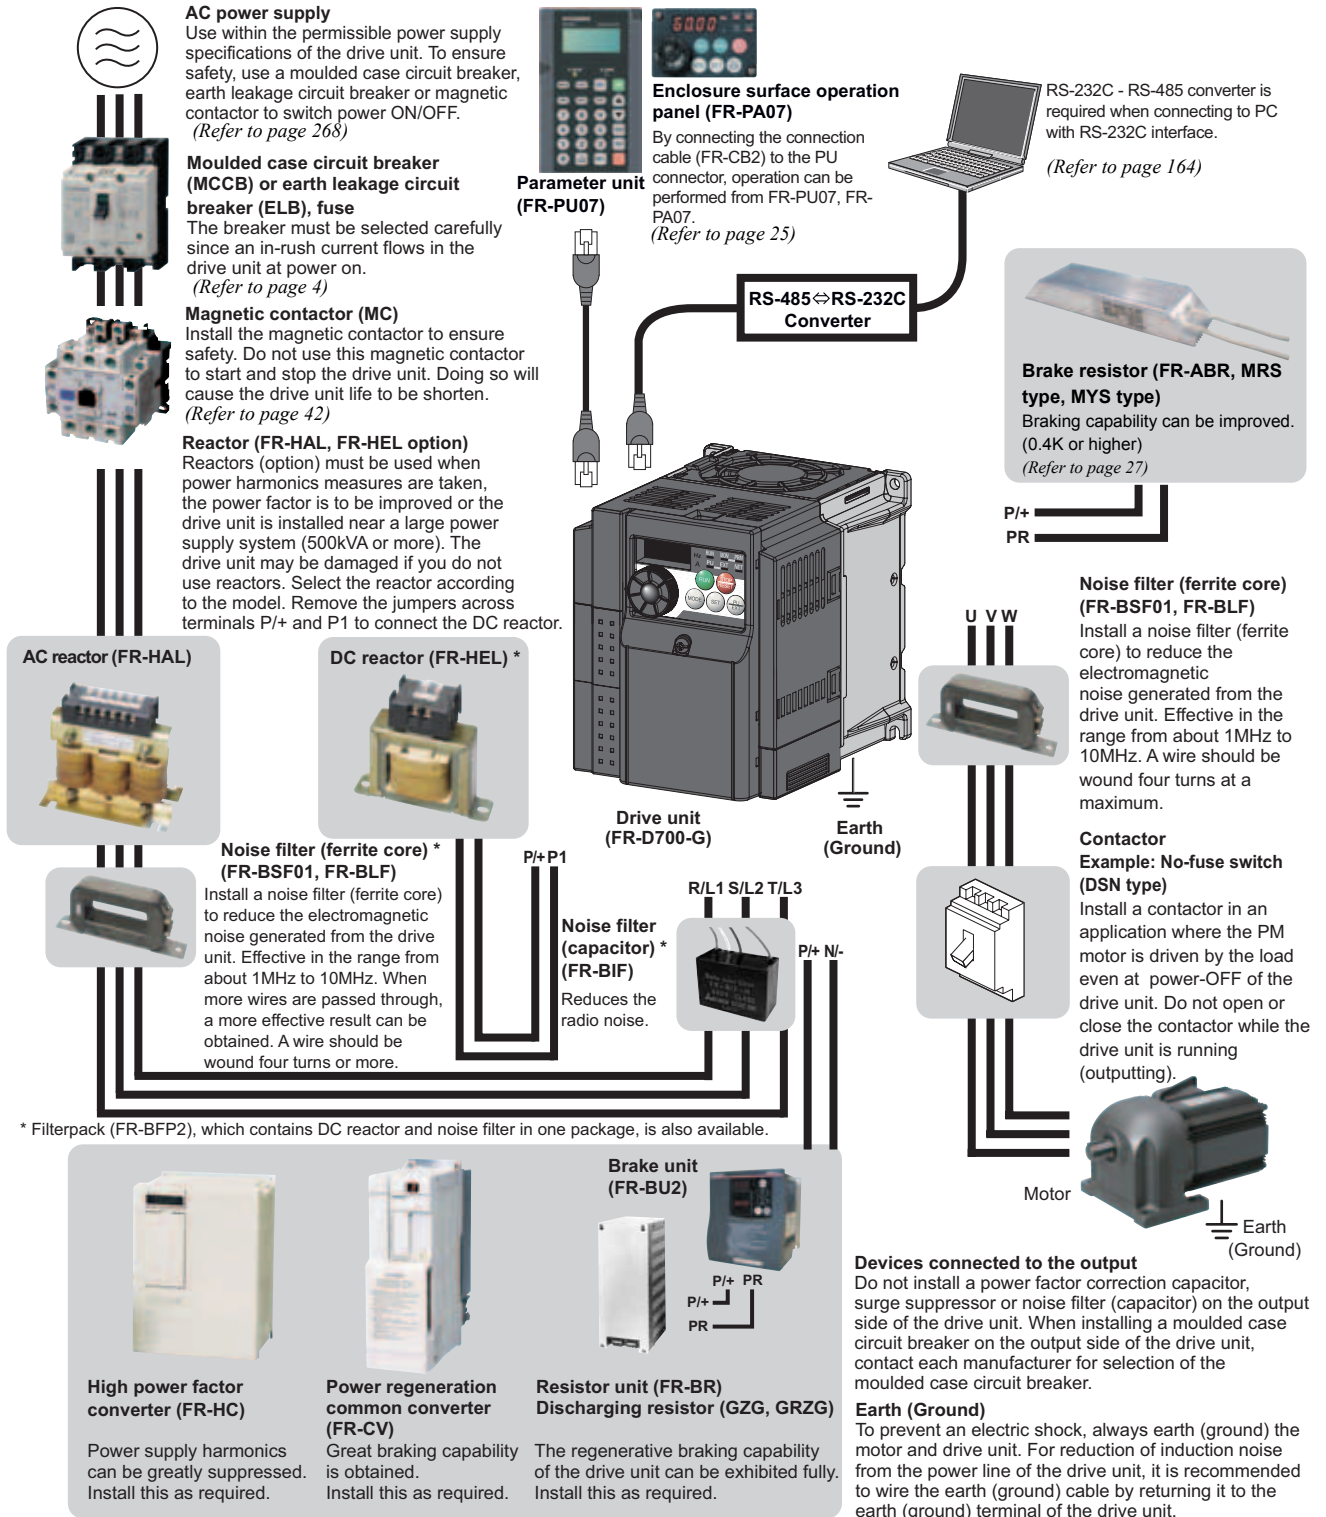 AC power supply
Use within the permissible power supply
specifications of the drive unit. To ensure
safety, use a moulded case circuit breaker,
earth leakage circuit breaker or magnetic
contactor to switch power ON/OFF.
(Refer to page 268)
Moulded case circuit breaker
(MCCB) or earth leakage circuit
breaker (ELB), fuse
The breaker must be selected carefully
since an in-rush current flows in the
drive unit at power on.
(Refer to page 4)
Magnetic contactor (MC)
Install the magnetic contactor to ensure
safety. Do not use this magnetic contactor
to start and stop the drive unit. Doing so will
cause the drive unit life to be shorten.
(Refer to page 42)
Reactor (FR-HAL, FR-HEL option)
Reactors (option) must be used when
power harmonics measures are taken,
the power factor is to be improved or the
drive unit is installed near a large power
supply system (500kVA or more). The
drive unit may be damaged if you do not
use reactors. Select the reactor according
to the model. Remove the jumpers across
terminals P/+ and P1 to connect the DC reactor.
Parameter unit
(FR-PU07)
Enclosure surface operation
panel (FR-PA07)
By connecting the connection
cable (FR-CB2) to the PU
connector, operation can be
performed from FR-PU07, FR-
PA07.
(Refer to page 25)
RS-232C - RS-485 converter is
required when connecting to PC
with RS-232C interface.
(Refer to page 164)
RS-485⇔RS-232C
Converter
Brake resistor (FR-ABR, MRS
type, MYS type)
Braking capability can be improved.
(0.4K or higher)
(Refer to page 27)
P/+
PR
AC reactor (FR-HAL)
DC reactor (FR-HEL) *
RUN
MODE
SET
Drive unit
(FR-D700-G)
Earth
(Ground)
U V W
Noise filter (ferrite core)
(FR-BSF01, FR-BLF)
Install a noise filter (ferrite
core) to reduce the
electromagnetic
noise generated from the
drive unit. Effective in the
range from about 1MHz to
10MHz. A wire should be
wound four turns at a
maximum.
Noise filter (ferrite core) *
(FR-BSF01, FR-BLF)
Install a noise filter (ferrite core)
to reduce the electromagnetic
noise generated from the drive
unit. Effective in the range from
about 1MHz to 10MHz. When
more wires are passed through,
a more effective result can be
obtained. A wire should be
wound four turns or more.
P/+ P1
R/L1 S/L2 T/L3
Noise filter
(capacitor) *
(FR-BIF)
Reduces the
radio noise.
P/+ N/-
Contactor
Example: No-fuse switch
(DSN type)
Install a contactor in an
application where the PM
motor is driven by the load
even at power-OFF of the
drive unit. Do not open or
close the contactor while the
drive unit is running
(outputting).
* Filterpack (FR-BFP2), which contains DC reactor and noise filter in one package, is also available.
Motor
Earth
(Ground)
Brake unit
(FR-BU2)
P/+ PR
P/+
PR
High power factor
converter (FR-HC)
Power supply harmonics
can be greatly suppressed.
Install this as required.
Power regeneration
common converter
(FR-CV)
Great braking capability
is obtained.
Install this as required.
Resistor unit (FR-BR)
Discharging resistor (GZG, GRZG)
The regenerative braking capability
of the drive unit can be exhibited fully.
Install this as required.
Devices connected to the output
Do not install a power factor correction capacitor,
surge suppressor or noise filter (capacitor) on the output
side of the drive unit. When installing a moulded case
circuit breaker on the output side of the drive unit,
contact each manufacturer for selection of the
moulded case circuit breaker.
Earth (Ground)
To prevent an electric shock, always earth (ground) the
motor and drive unit. For reduction of induction noise
from the power line of the drive unit, it is recommended
to wire the earth (ground) cable by returning it to the
earth (ground) terminal of the drive unit.